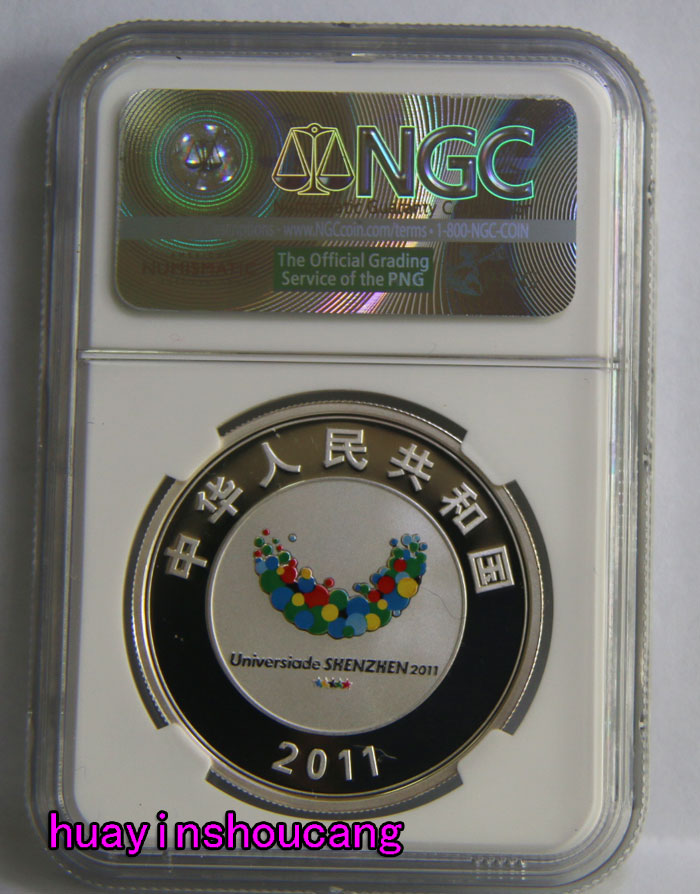 NGC
www.NGCcoin.com/terms • 1-800-NGC-COIN
The Official Grading
Service of the PNG
NUMISMATIC
中华人民共和国
Universiade SHENZHEN 2011
2011
huayinshoucang